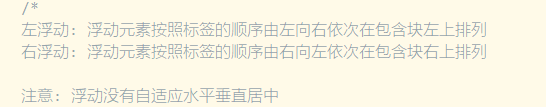 /*
左浮动: 浮动元素按照标签的顺序由左向右依次在包含块左上排列
右浮动: 浮动元素按照标签的顺序由右向左依次在包含块右上排列
注意: 浮动没有自适应水平垂直居中